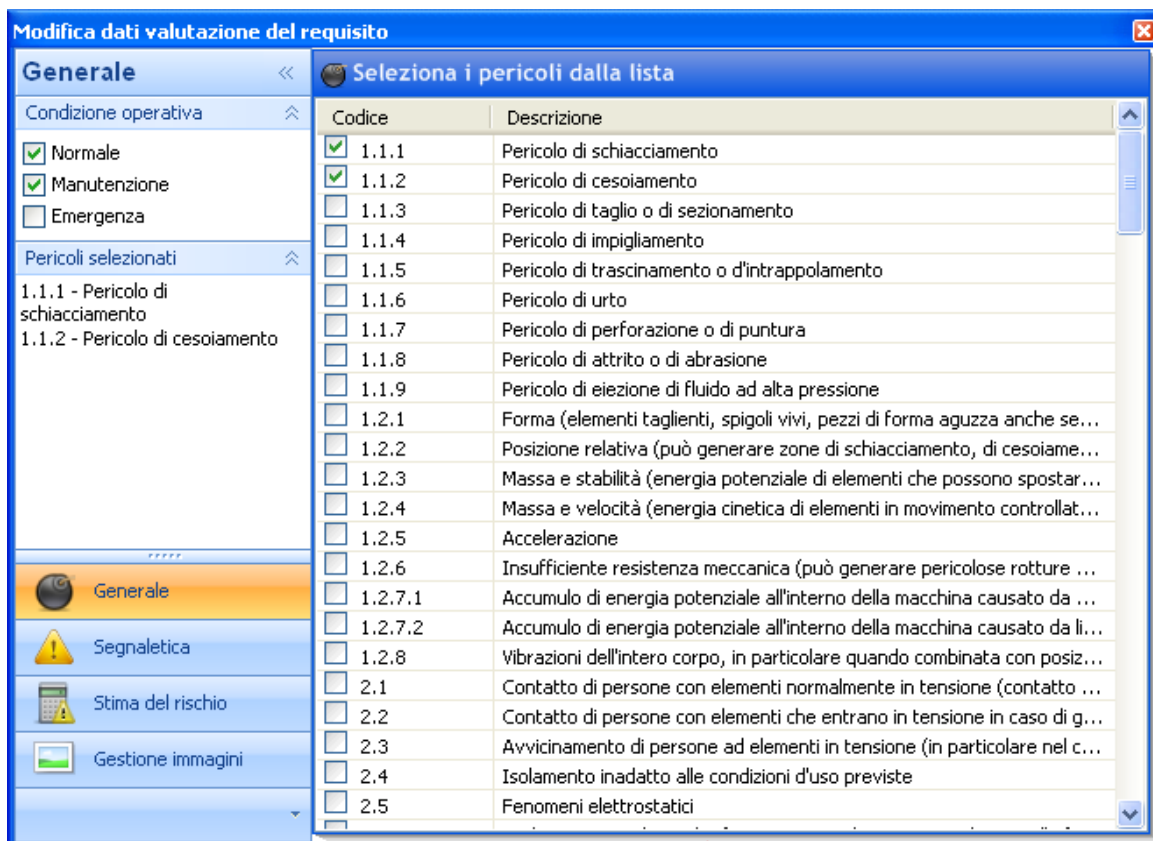 Modifica dati valutazione del requisito
Generale
Condizione operativa
Normale
Manutenzione
Emergenza
Pericoli selezionati
1.1.1 - Pericolo di
schiacciamento
1.1.2 - Pericolo di cesoiamento
Generale
Segnaletica
Stima del rischio
Gestione immagini
Seleziona i pericoli dalla lista
Codice Descrizione
1.1.1 Pericolo di schiacciamento
1.1.2 Pericolo di cesoiamento
1.1.3 Pericolo di taglio o di sezionamento
1.1.4 Pericolo di impigliamento
1.1.5 Pericolo di trascinamento o d'intrappolamento
1.1.6 Pericolo di urto
1.1.7 Pericolo di perforazione o di puntura
1.1.8 Pericolo di attrito o di abrasione
1.1.9 Pericolo di eiezione di fluido ad alta pressione
1.2.1 Forma (elementi taglienti, spigoli vivi, pezzi di forma aguzza anche se...
1.2.2 Posizione relativa (può generare zone di schiacciamento, di cesoiame...
1.2.3 Massa e stabilità (energia potenziale di elementi che possono spostar...
1.2.4 Massa e velocità (energia cinetica di elementi in movimento controllat...
1.2.5 Accelerazione
1.2.6 Insufficiente resistenza meccanica (può generare pericolose rotture ...
1.2.7.1 Accumulo di energia potenziale all'interno della macchina causato da ...
1.2.7.2 Accumulo di energia potenziale all'interno della macchina causato da li...
1.2.8 Vibrazioni dell'intero corpo, in particolare quando combinata con posiz...
2.1 Contatto di persone con elementi normalmente in tensione (contatto ...
2.2 Contatto di persone con elementi che entrano in tensione in caso di g...
2.3 Avvicinamento di persone ad elementi in tensione (in particolare nel c...
2.4 Isolamento inadatto alle condizioni d'uso previste
2.5 Fenomeni elettrostatici